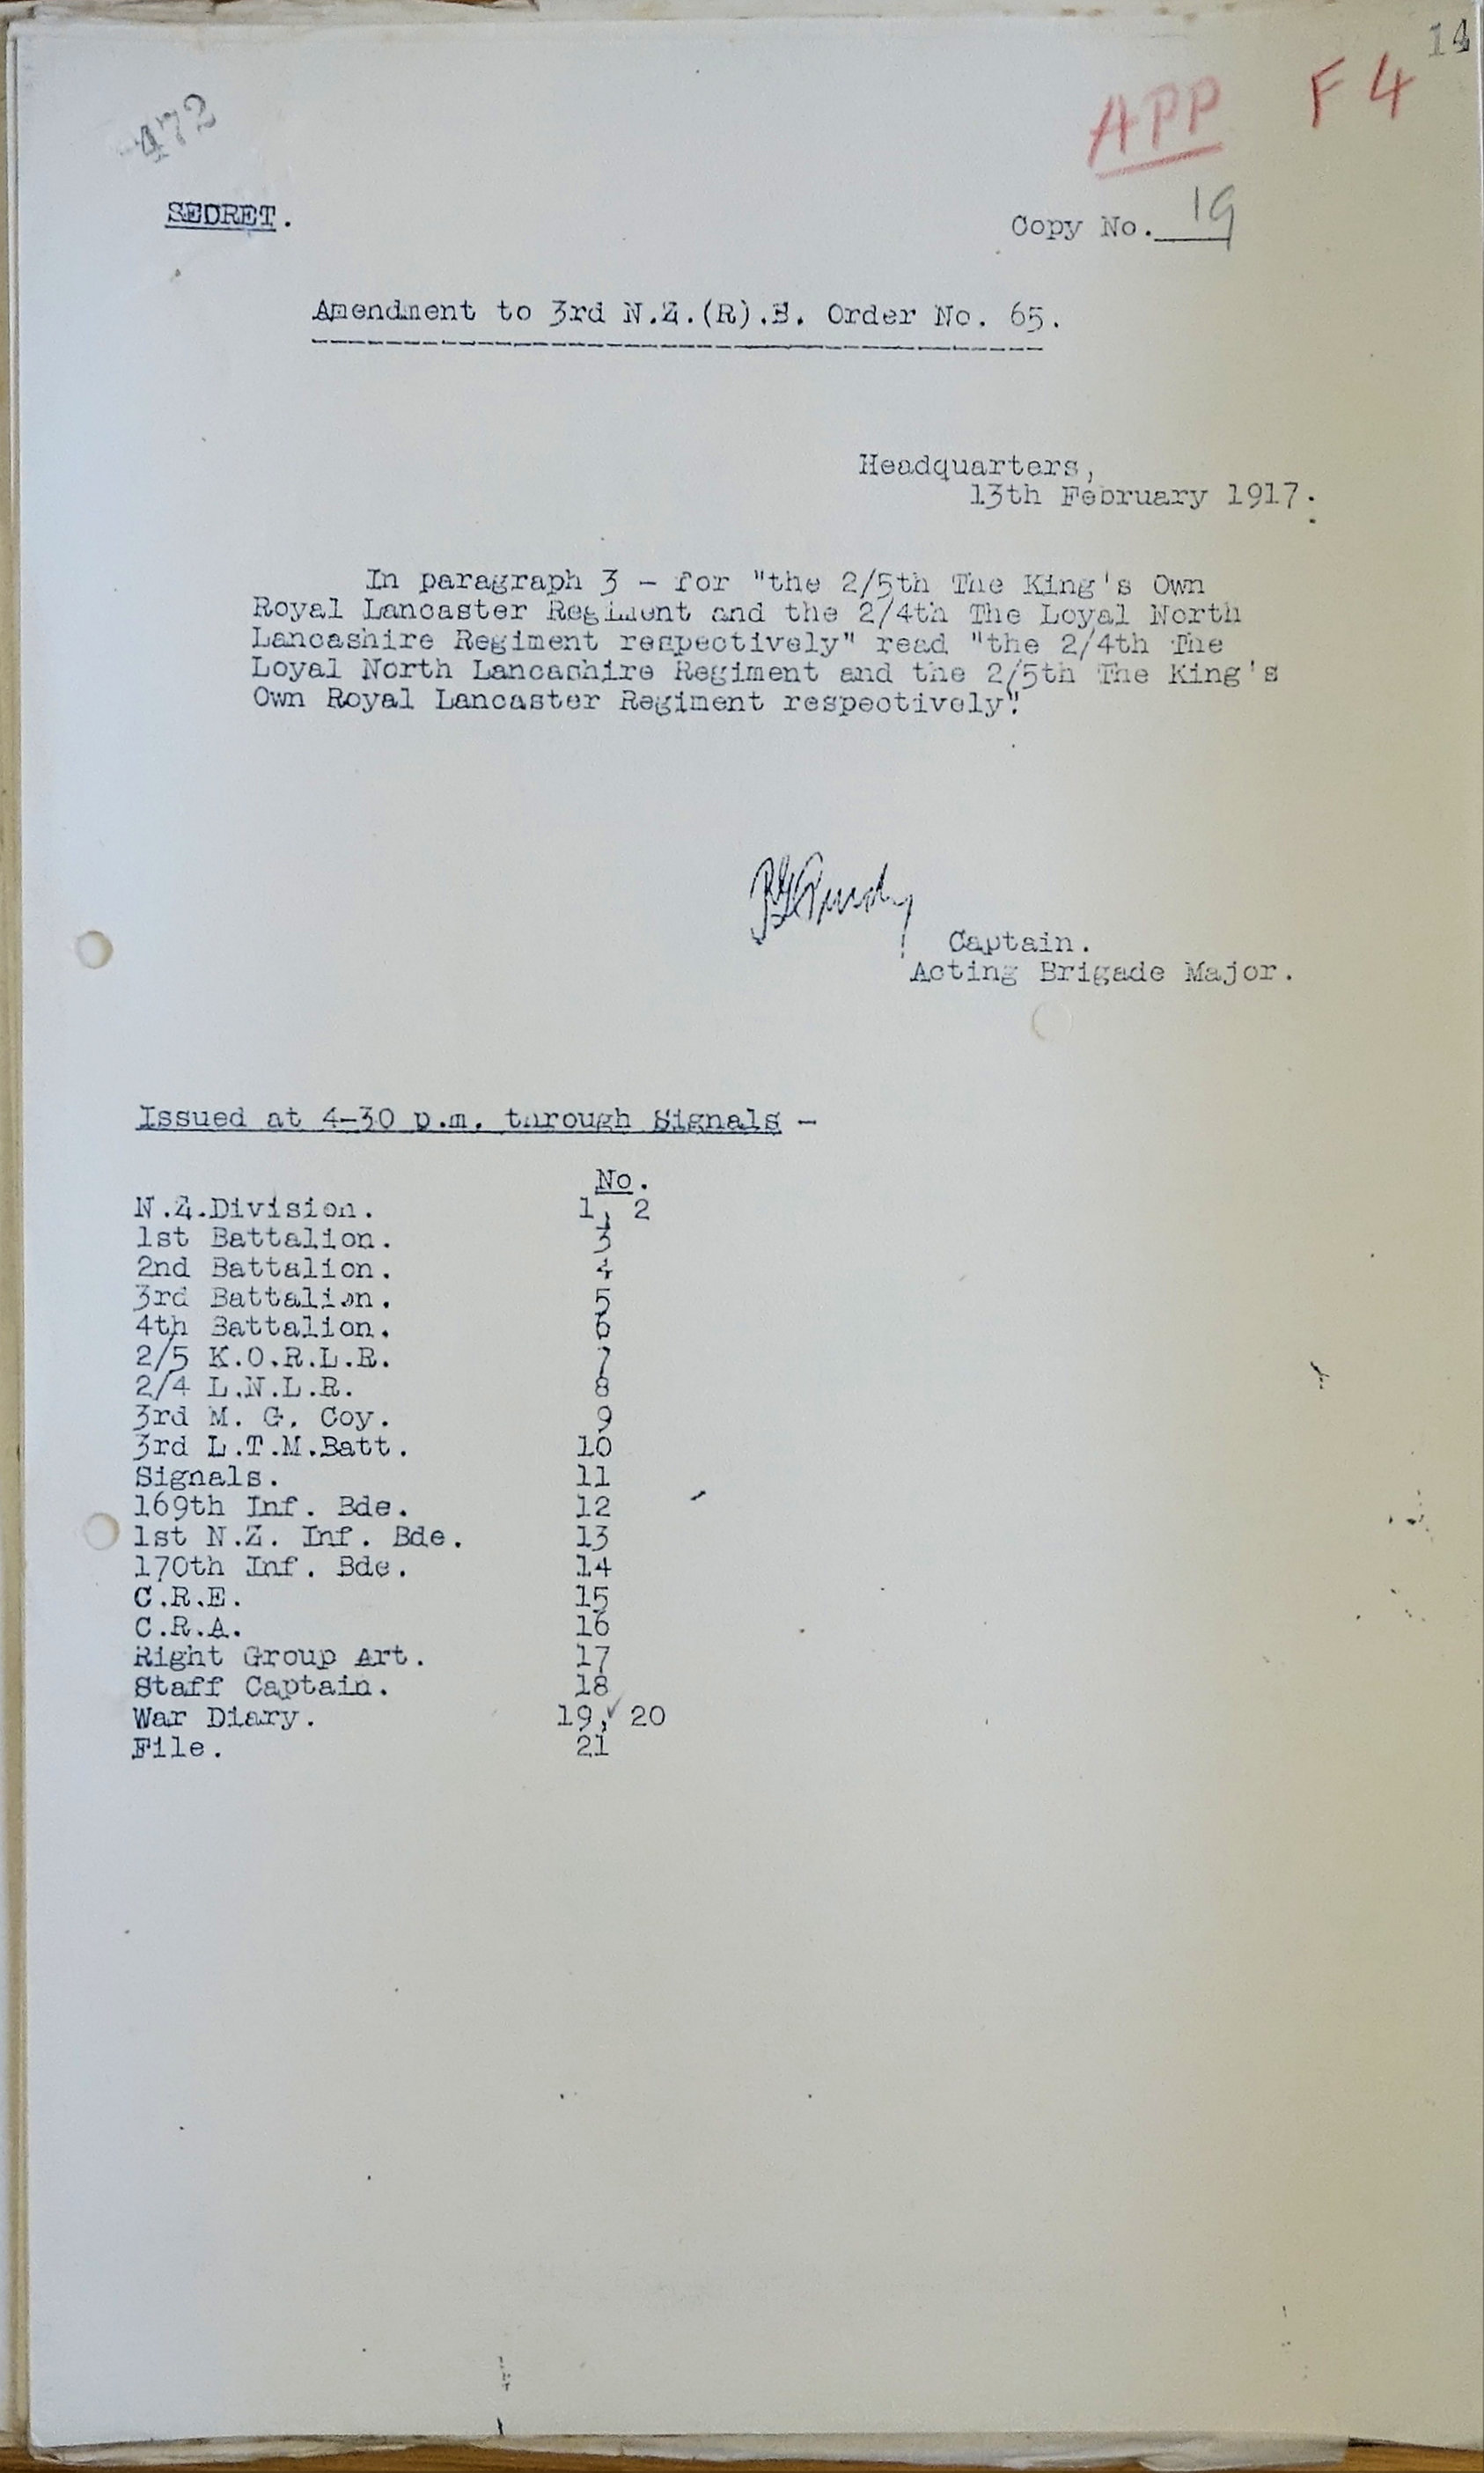 14
APP F4
472
SECRET.
Copy No. 19
Amendment to 3rd N.Z.(R).B. Order No. 65.
Headquarters,
13th February 1917.
In paragraph 3 - for "the 2/5th The King's Own
Royal Lancaster Regiment and the 2/4th The Loyal North
Lancashire Regiment respectively" read "the 2/4th The
Loyal North Lancashire Regiment and the 2/5th The King's
Own Royal Lancaster Regiment respectively".
Captain.
Acting Brigade Major.
Issued at 4-30 p.m. through Signals -
No.
N.Z.Division. 1, 2
1st Battalion. 3
2nd Battalion. 4
3rd Battalion. 5
4th Battalion. 6
2/5 K.O.R.L.R. 7
2/4 L.N.L.R. 8
3rd M. G. Coy. 9
3rd L.T.M.Batt. 10
Signals. 11
169th Inf. Bde. 12
1st N.Z. Inf. Bde. 13
170th Inf. Bde. 14
C.R.E. 15
C.R.A. 16
Right Group Art. 17
Staff Captain. 18
War Diary. 19, 20
File. 21